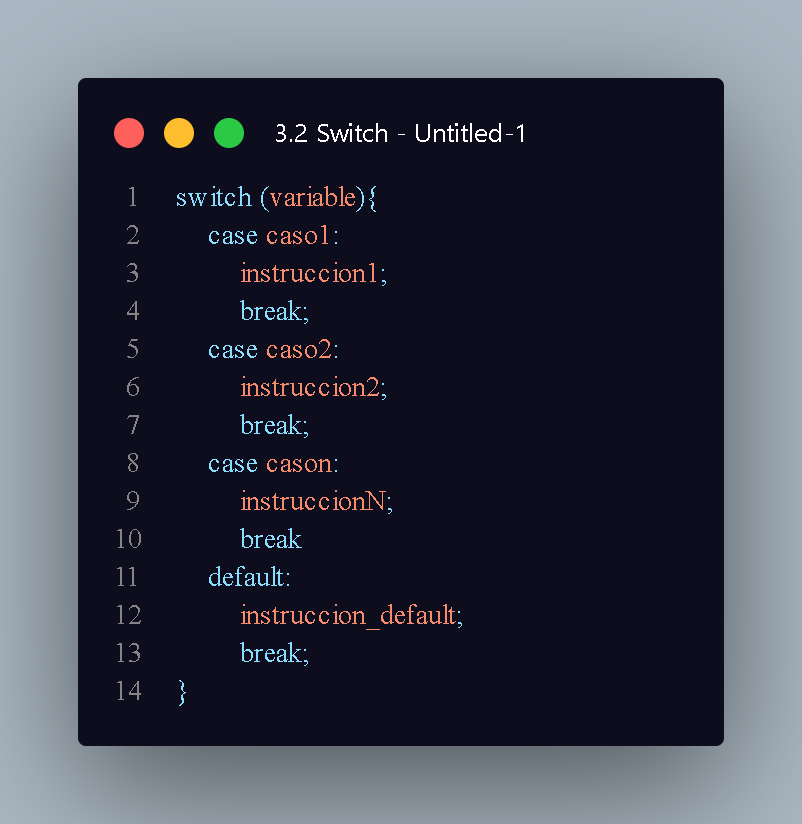 3.2 Switch - Untitled-1
1 switch (variable){
2 case caso1:
3 instruccion1;
4 break;
5 case caso2:
6 instruccion2;
7 break;
8 case cason:
9 instruccionN;
10 break
11 default:
12 instruccion_default;
13 break;
14 }